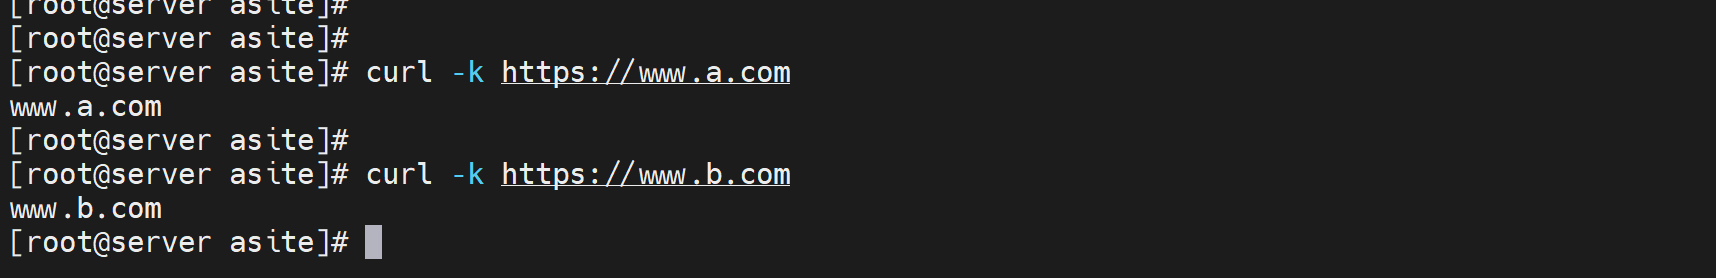 [root@server asite]#
[root@server asite]#
[root@server asite]# curl -k https://www.a.com
www.a.com
[root@server asite]#
[root@server asite]# curl -k https://www.b.com
www.b.com
[root@server asite]#